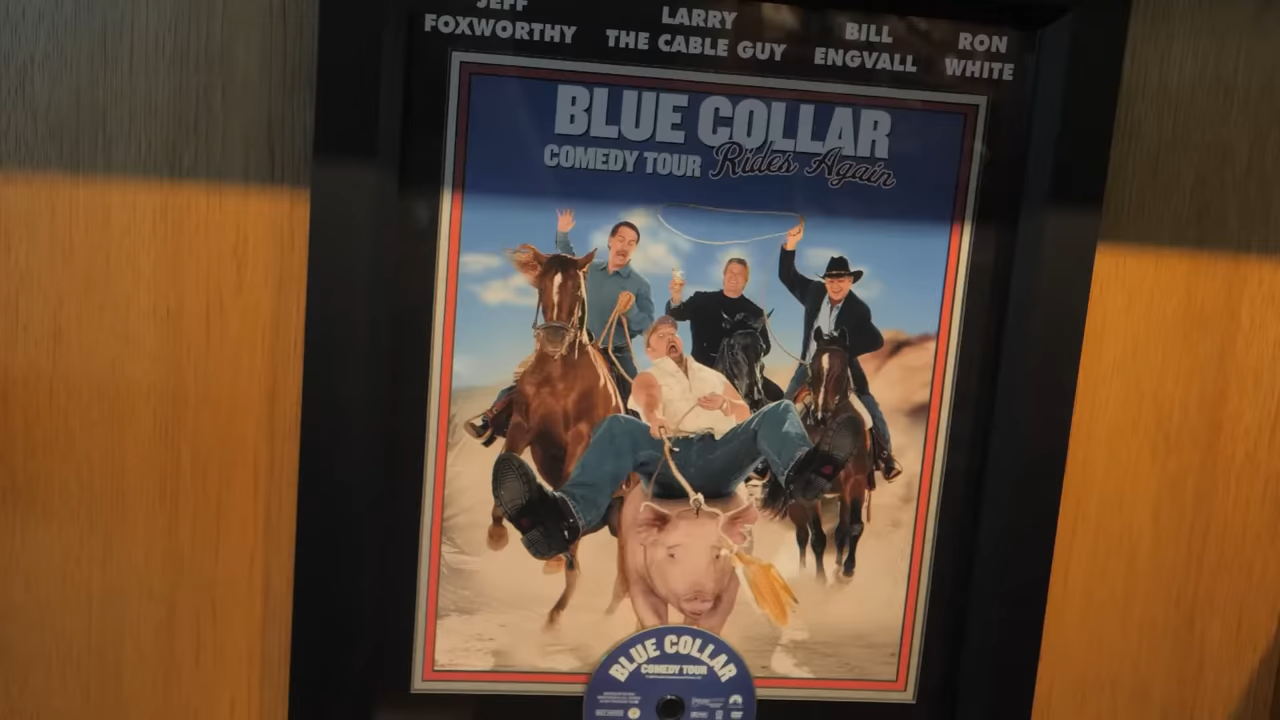 JEFF
FOXWORTHY
LARRY
THE CABLE GUY
BILL
ENGVALL
RON
WHITE
BLUE COLLAR
COMEDY TOUR Rides Again
BLUE COLLAR
COMEDY TOUR